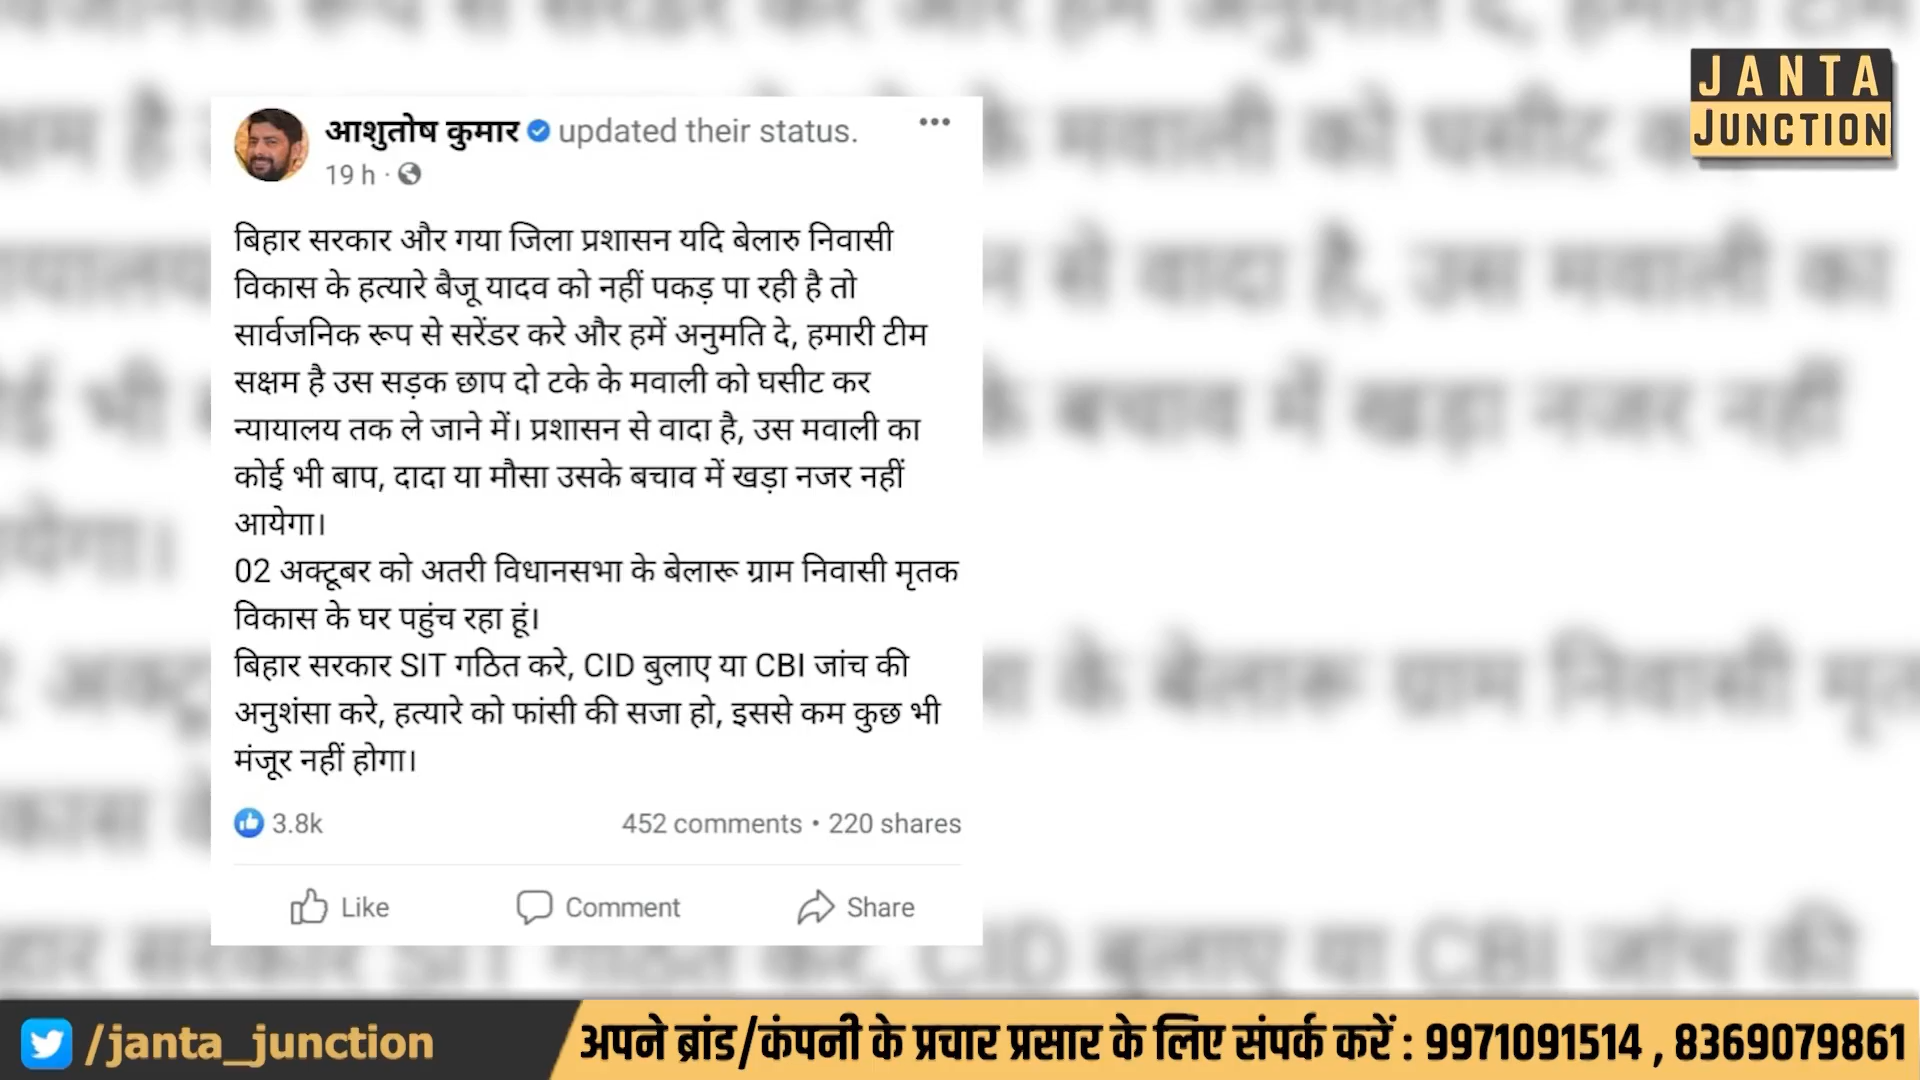 JANTA
JUNCTION
आशुतोष कुमार updated their status.
19 h ·
बिहार सरकार और गया जिला प्रशासन यदि बेलारु निवासी
विकास के हत्यारे बैजू यादव को नहीं पकड़ पा रही है तो
सार्वजनिक रूप से सरेंडर करे और हमें अनुमति दे, हमारी टीम
सक्षम है उस सड़क छाप दो टके के मवाली को घसीट कर
न्यायालय तक ले जाने में। प्रशासन से वादा है, उस मवाली का
कोई भी बाप, दादा या मौसा उसके बचाव में खड़ा नजर नहीं
आयेगा।
02 अक्टूबर को अतरी विधानसभा के बेलारू ग्राम निवासी मृतक
विकास के घर पहुंच रहा हूं।
बिहार सरकार SIT गठित करे, CID बुलाए या CBI जांच की
अनुशंसा करे, हत्यारे को फांसी की सजा हो, इससे कम कुछ भी
मंजूर नहीं होगा।
3.8k 452 comments • 220 shares
Like Comment Share
/janta_junction अपने ब्रांड/कंपनी के प्रचार प्रसार के लिए संपर्क करें : 9971091514 , 8369079861